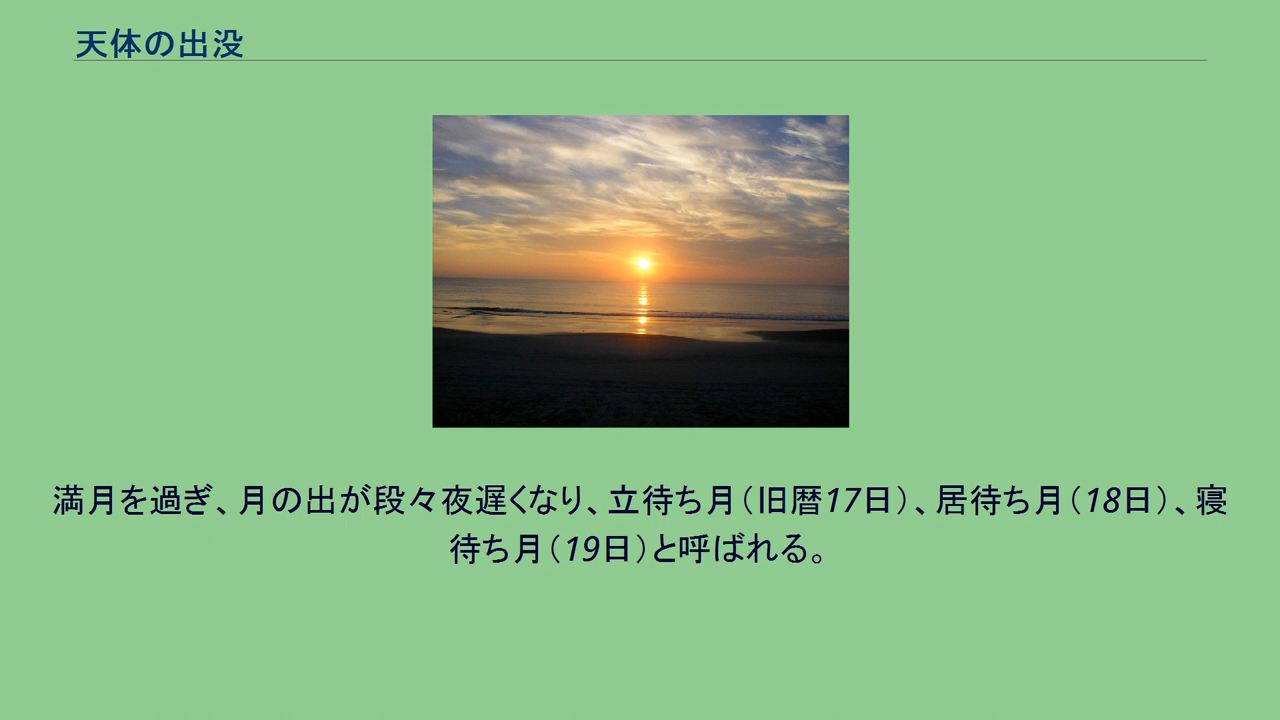 天体の出没
満月を過ぎ、月の出が段々夜遅くなり、立待ち月（旧暦17日）、居待ち月（18日）、寝
待ち月（19日）と呼ばれる。